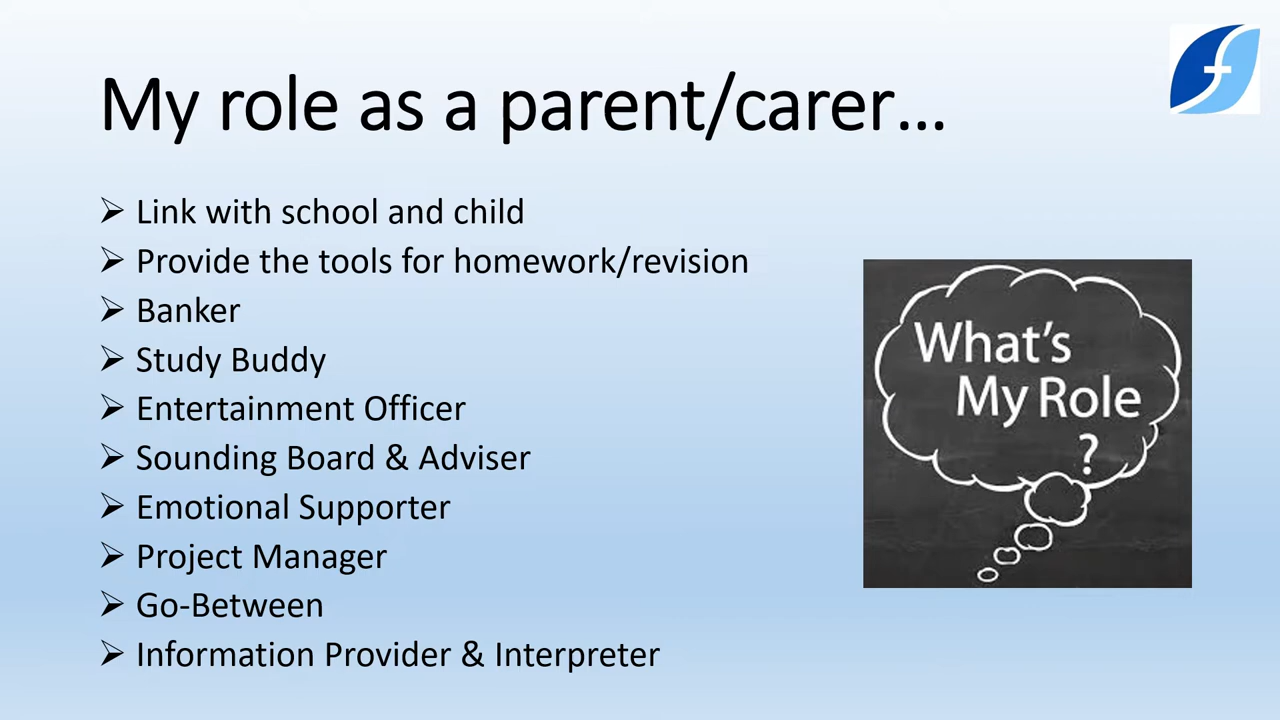 My role as a parent/carer…
➢ Link with school and child
➢ Provide the tools for homework/revision
➢ Banker
➢ Study Buddy
➢ Entertainment Officer
➢ Sounding Board & Adviser
➢ Emotional Supporter
➢ Project Manager
➢ Go-Between
➢ Information Provider & Interpreter
What's
My Role
?